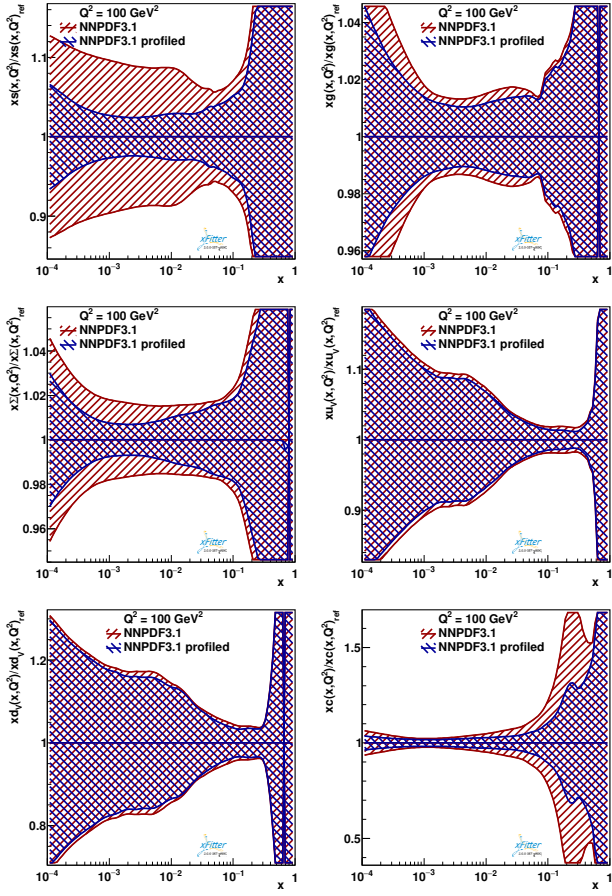 xs(x,Q²)/xs(x,Q²)ref
Q² = 100 GeV²
NNPDF3.1
NNPDF3.1 profiled
1.1
1
0.9
xFitter
10⁻⁴ 10⁻³ 10⁻² 10⁻¹ 1
x
xg(x,Q²)/xg(x,Q²)ref
Q² = 100 GeV²
NNPDF3.1
NNPDF3.1 profiled
1.04
1.02
1
0.98
0.96
xFitter
10⁻⁴ 10⁻³ 10⁻² 10⁻¹ 1
x
xΣ(x,Q²)/xΣ(x,Q²)ref
Q² = 100 GeV²
NNPDF3.1
NNPDF3.1 profiled
1.04
1.02
1
0.98
0.96
xFitter
10⁻⁴ 10⁻³ 10⁻² 10⁻¹ 1
x
xuV(x,Q²)/xuV(x,Q²)ref
Q² = 100 GeV²
NNPDF3.1
NNPDF3.1 profiled
1.1
1
0.9
xFitter
10⁻⁴ 10⁻³ 10⁻² 10⁻¹ 1
x
xdV(x,Q²)/xdV(x,Q²)ref
Q² = 100 GeV²
NNPDF3.1
NNPDF3.1 profiled
1.2
1
0.8
xFitter
10⁻⁴ 10⁻³ 10⁻² 10⁻¹ 1
x
xc(x,Q²)/xc(x,Q²)ref
Q² = 100 GeV²
NNPDF3.1
NNPDF3.1 profiled
1.5
1
0.5
xFitter
10⁻⁴ 10⁻³ 10⁻² 10⁻¹ 1
x